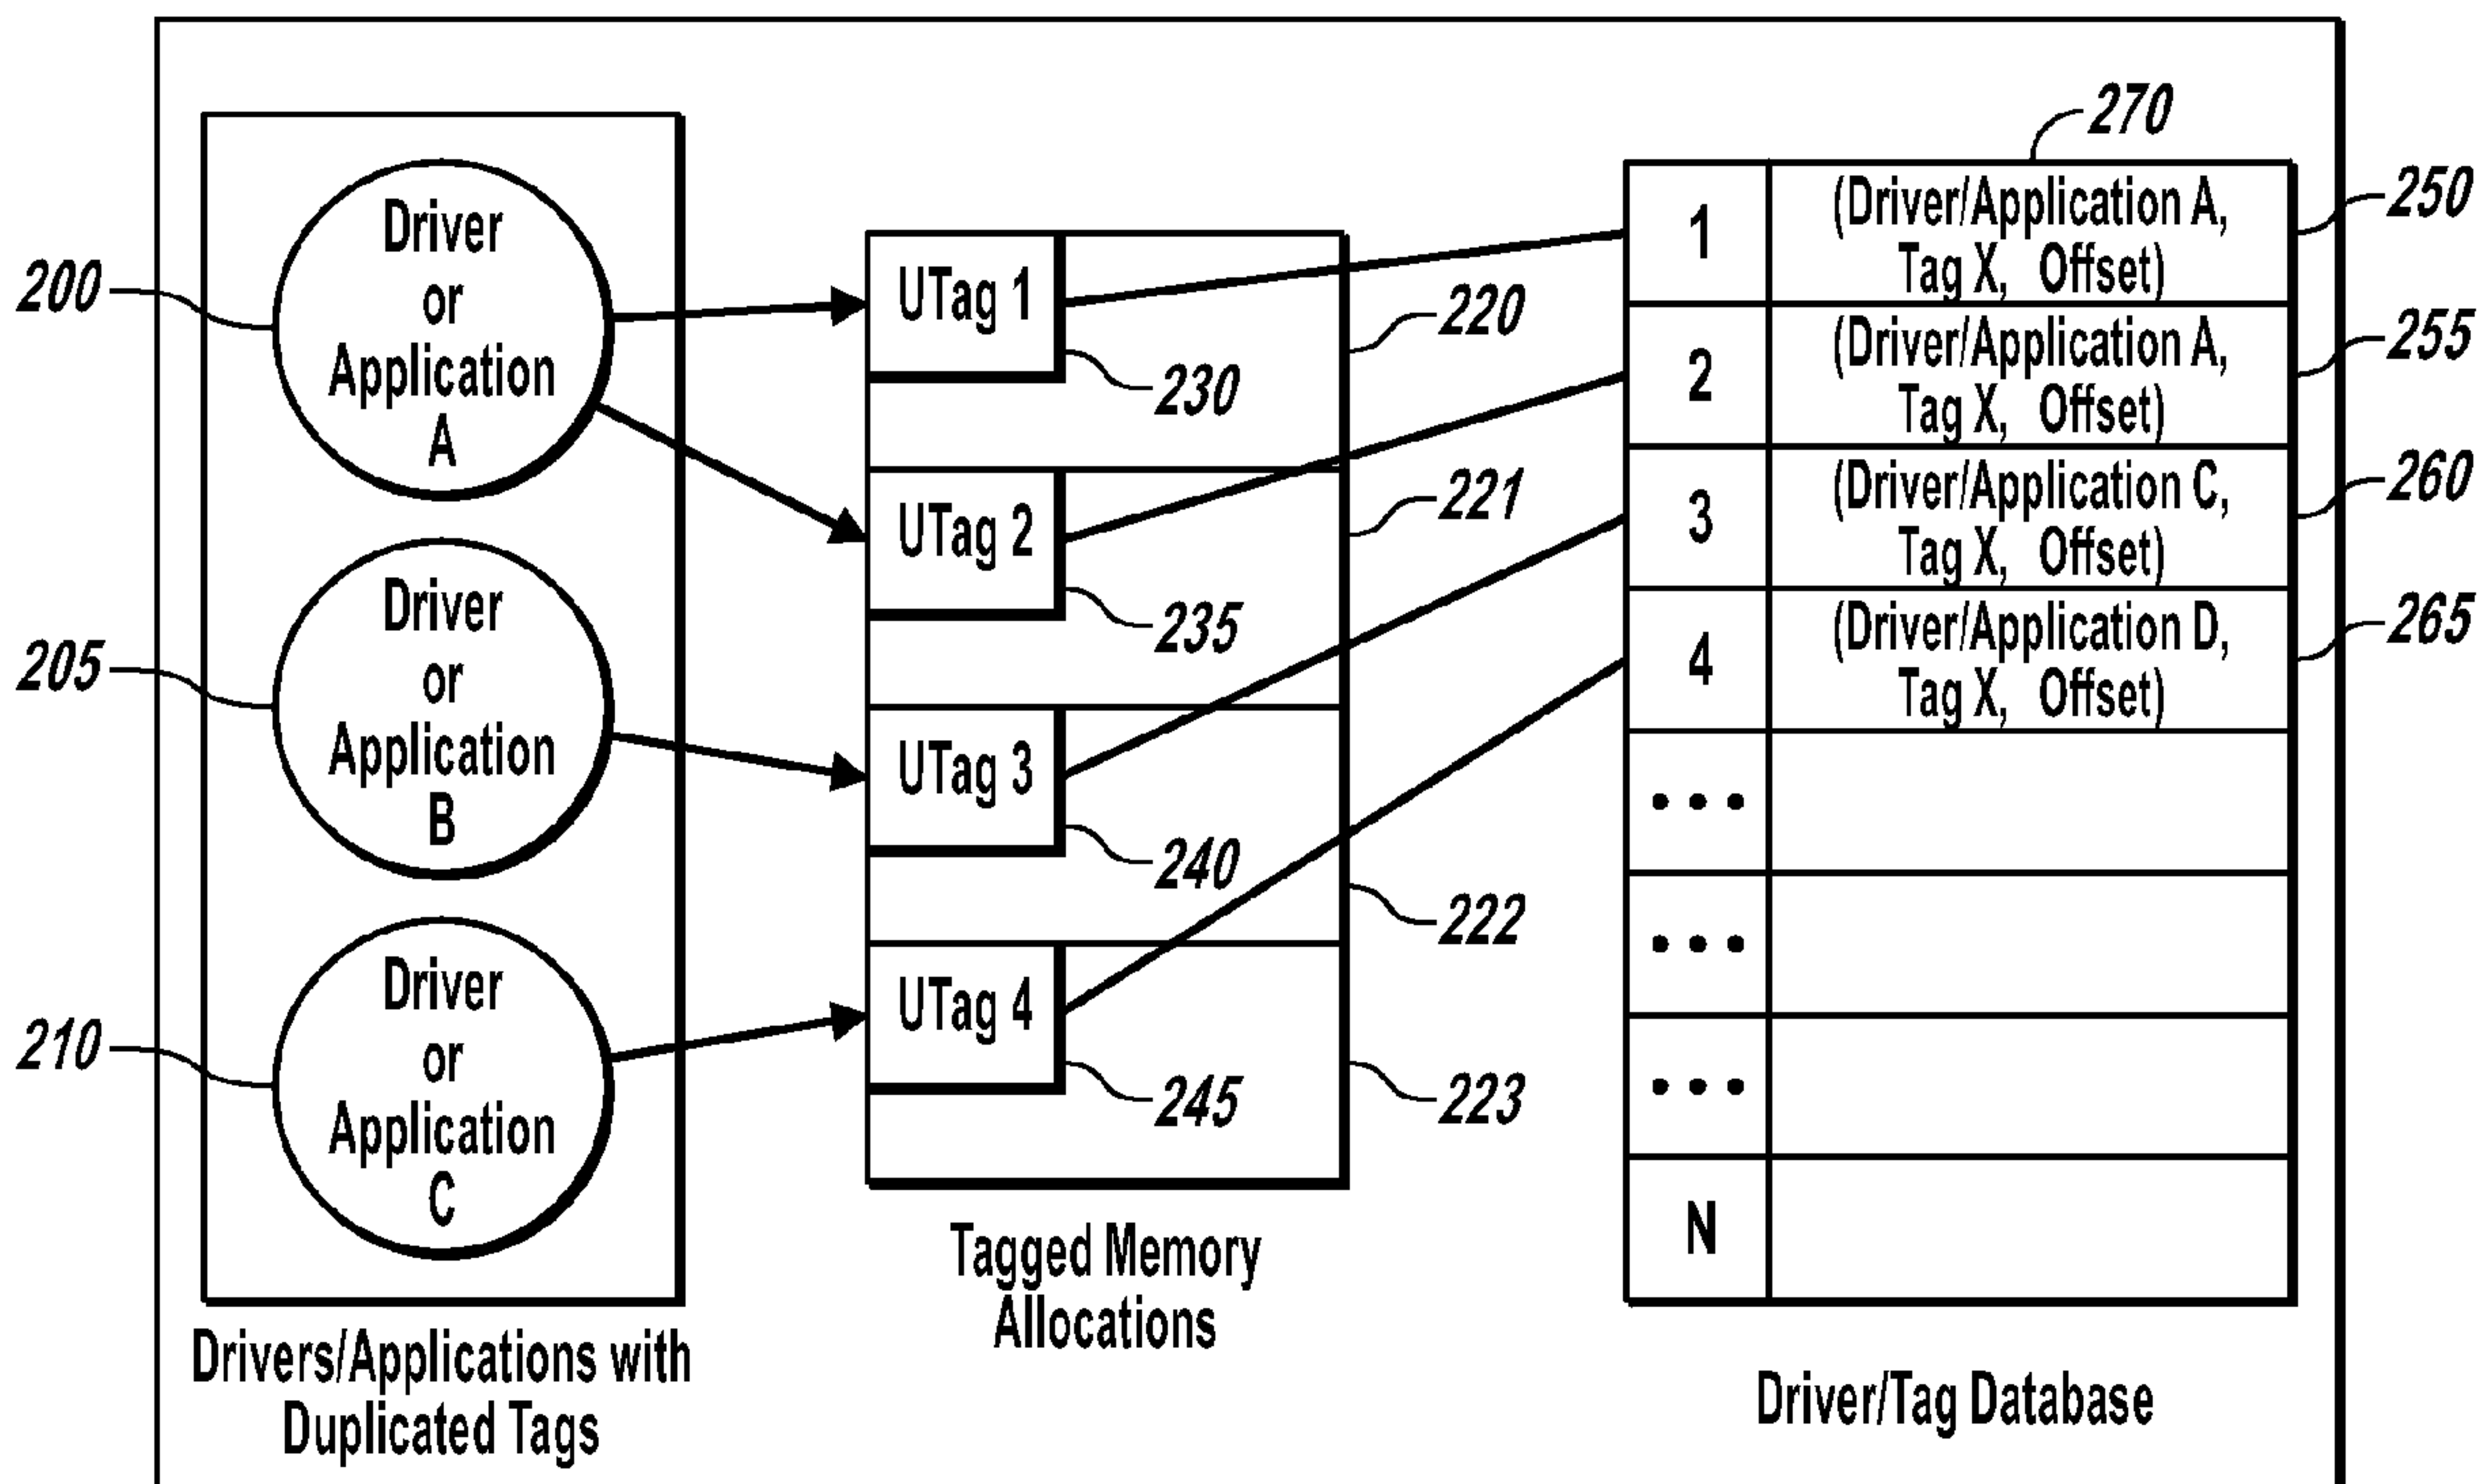 200
Driver
or
Application
A
205
Driver
or
Application
B
210
Driver
or
Application
C
Drivers/Applications with
Duplicated Tags
UTag 1
230
220
UTag 2
235
221
UTag 3
240
222
UTag 4
245
223
Tagged Memory
Allocations
270
1
(Driver/Application A,
Tag X, Offset)
250
2
(Driver/Application A,
Tag X, Offset)
255
3
(Driver/Application C,
Tag X, Offset)
260
4
(Driver/Application D,
Tag X, Offset)
265
• • •
• • •
• • •
N
Driver/Tag Database